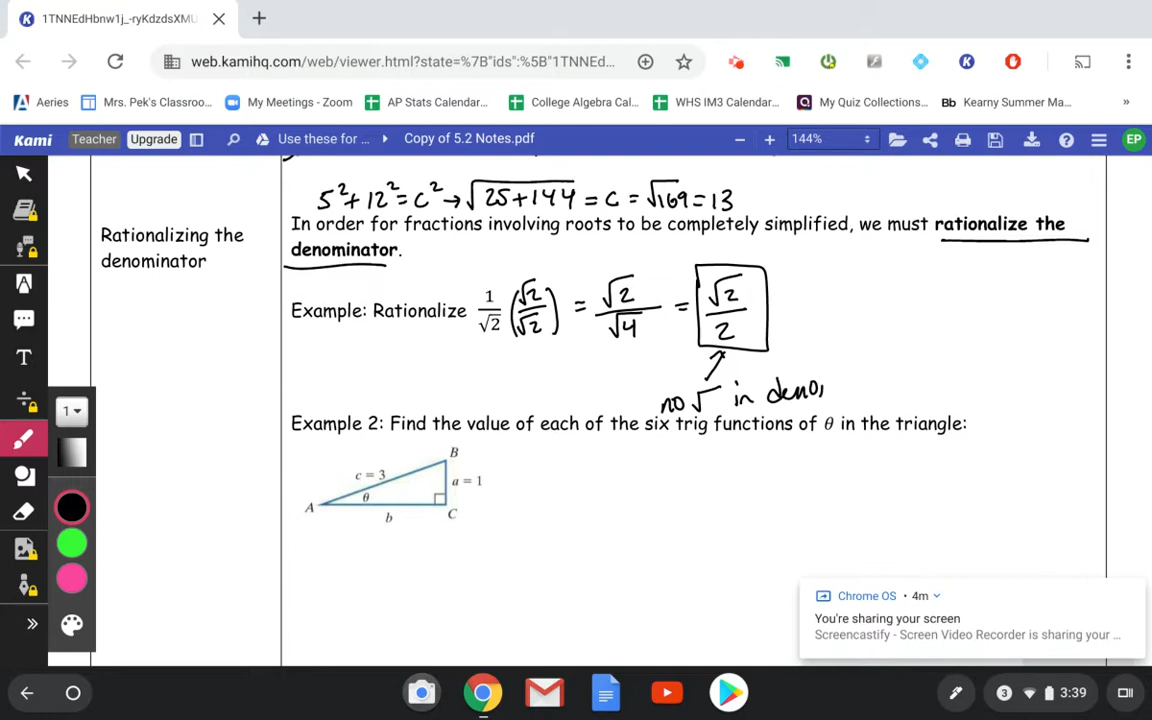 1TNNEdHbnw1j_-ryKdzdsXMU
web.kamihq.com/web/viewer.html?state=%7B"ids":%5B"1TNNEd...
Aeries Mrs. Pek's Classroo... My Meetings - Zoom AP Stats Calendar... College Algebra Cal... WHS IM3 Calendar... My Quiz Collections... Bb Kearny Summer Ma... »
Kami Teacher Upgrade Use these for ... Copy of 5.2 Notes.pdf 144% EP
5²+12²=C²→√25+144 = C = √169=13
In order for fractions involving roots to be completely simplified, we must rationalize the
denominator.
Rationalizing the
denominator
Example: Rationalize 1/√2 (√2/√2) = √2/√4 = √2/2
no √ in deno,
Example 2: Find the value of each of the six trig functions of θ in the triangle:
B
c = 3
a = 1
θ
A
C
b
1
Chrome OS • 4m
You're sharing your screen
Screencastify - Screen Video Recorder is sharing your ...
3 3:39